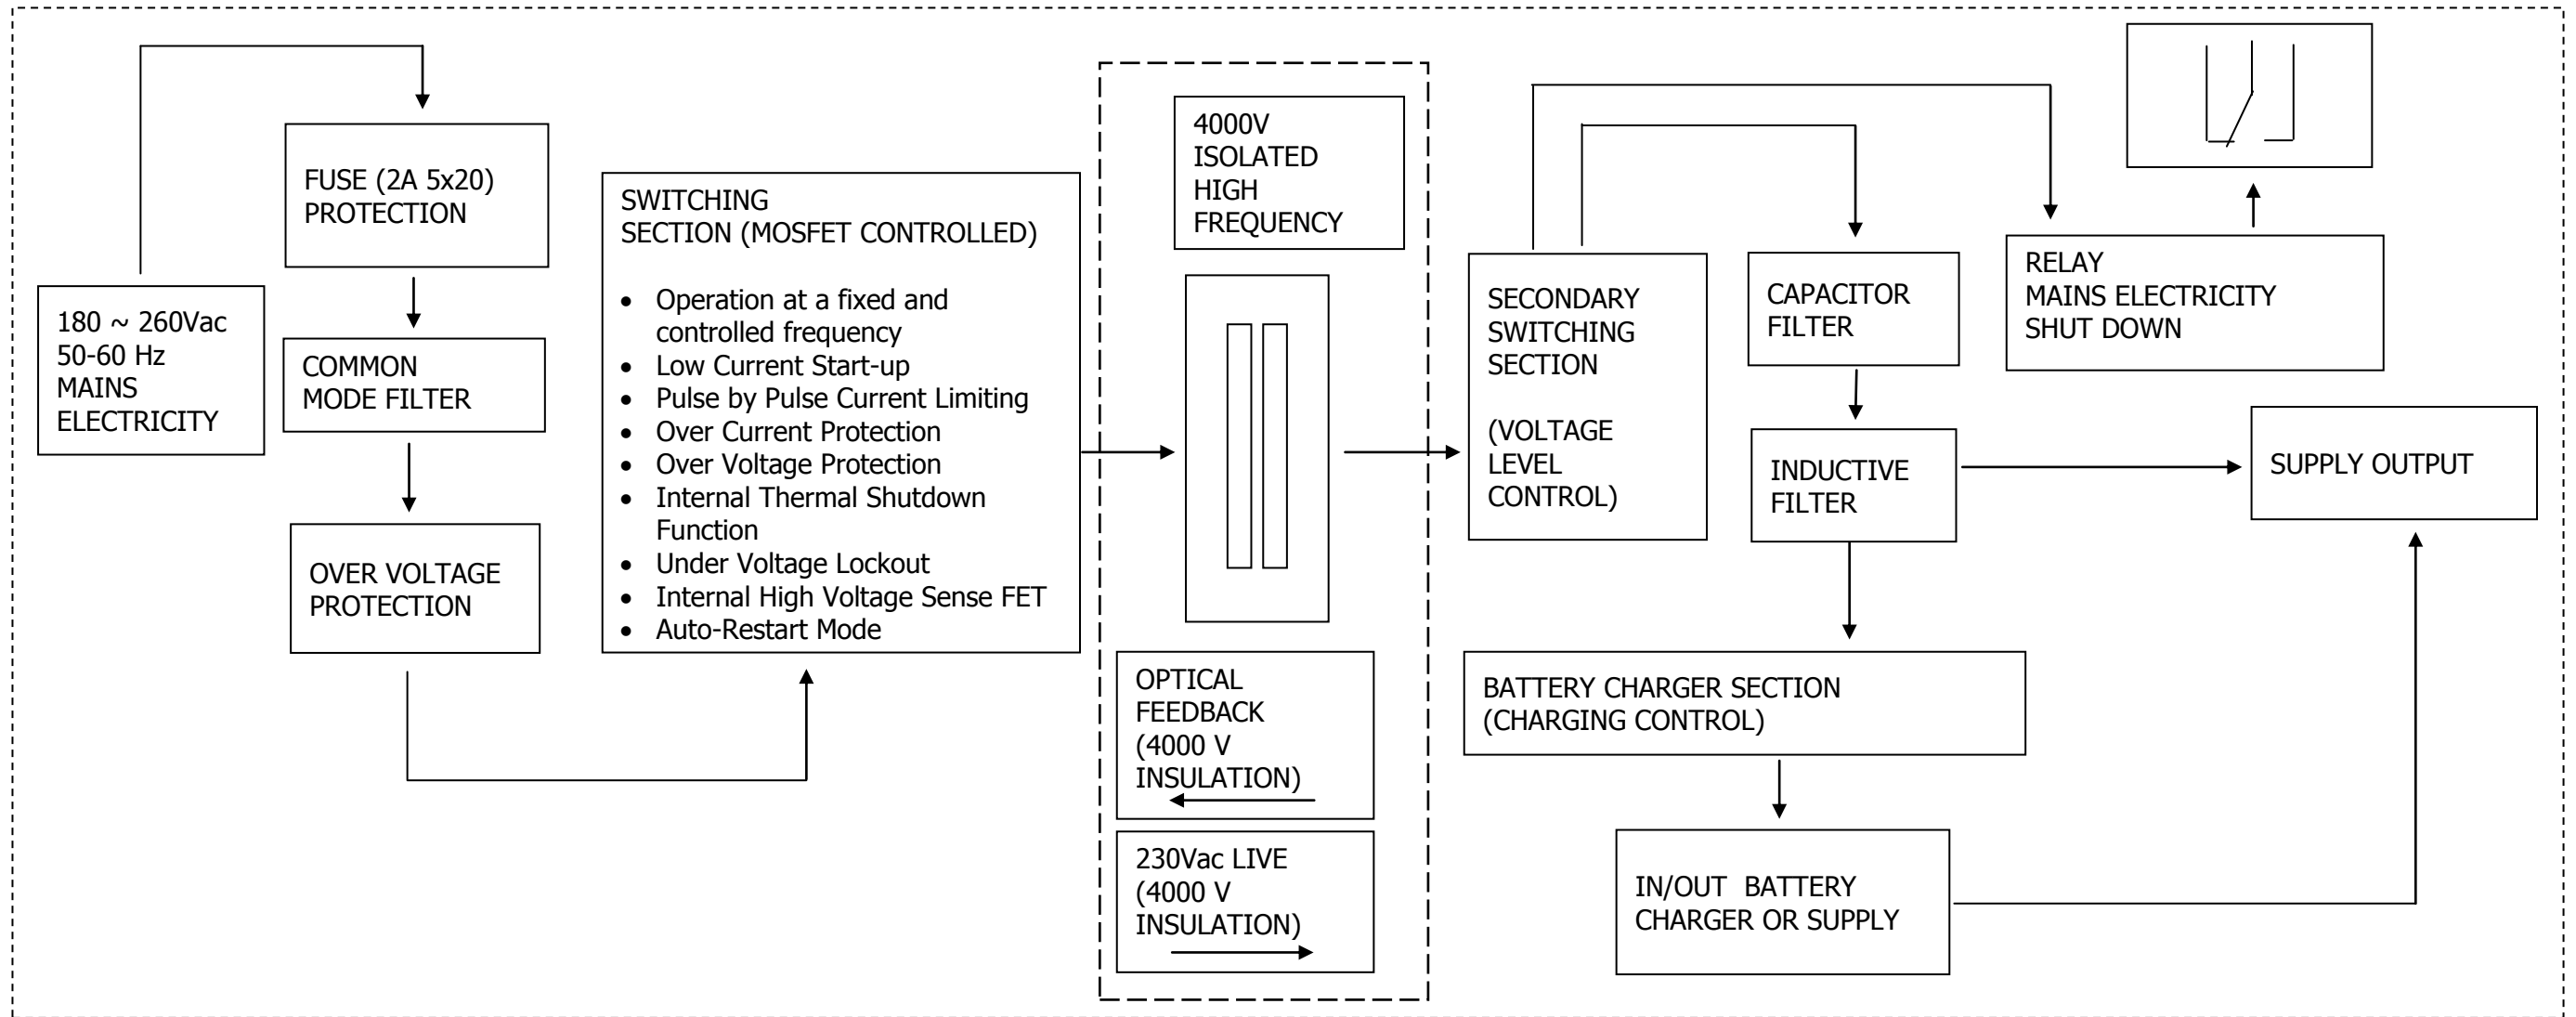 180 ~ 260Vac
50-60 Hz
MAINS
ELECTRICITY
FUSE (2A 5x20)
PROTECTION
COMMON
MODE FILTER
OVER VOLTAGE
PROTECTION
SWITCHING
SECTION (MOSFET CONTROLLED)
• Operation at a fixed and
controlled frequency
• Low Current Start-up
• Pulse by Pulse Current Limiting
• Over Current Protection
• Over Voltage Protection
• Internal Thermal Shutdown
Function
• Under Voltage Lockout
• Internal High Voltage Sense FET
• Auto-Restart Mode
4000V
ISOLATED
HIGH
FREQUENCY
OPTICAL
FEEDBACK
(4000 V
INSULATION)
230Vac LIVE
(4000 V
INSULATION)
SECONDARY
SWITCHING
SECTION
(VOLTAGE
LEVEL
CONTROL)
CAPACITOR
FILTER
INDUCTIVE
FILTER
RELAY
MAINS ELECTRICITY
SHUT DOWN
SUPPLY OUTPUT
BATTERY CHARGER SECTION
(CHARGING CONTROL)
IN/OUT  BATTERY
CHARGER OR SUPPLY